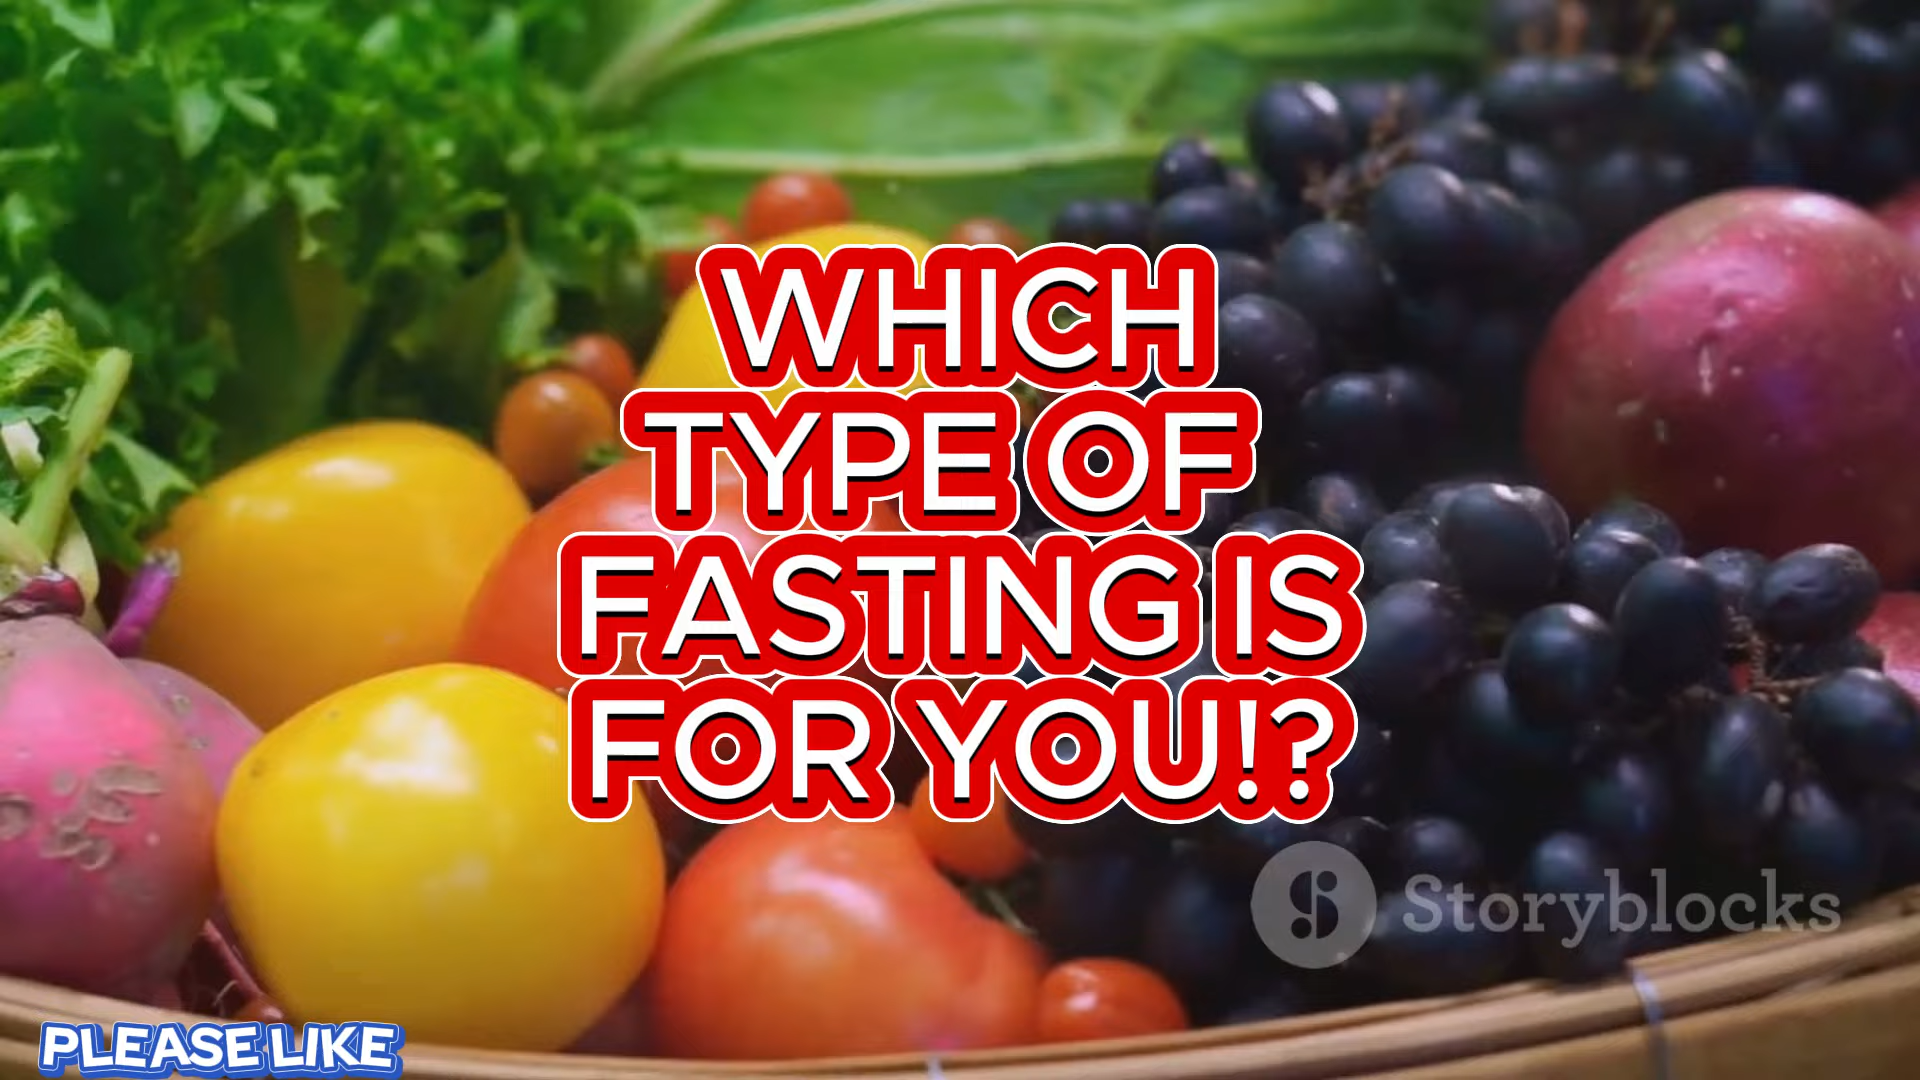 WHICH
TYPE OF
FASTING IS
FOR YOU!?
Storyblocks
PLEASE LIKE